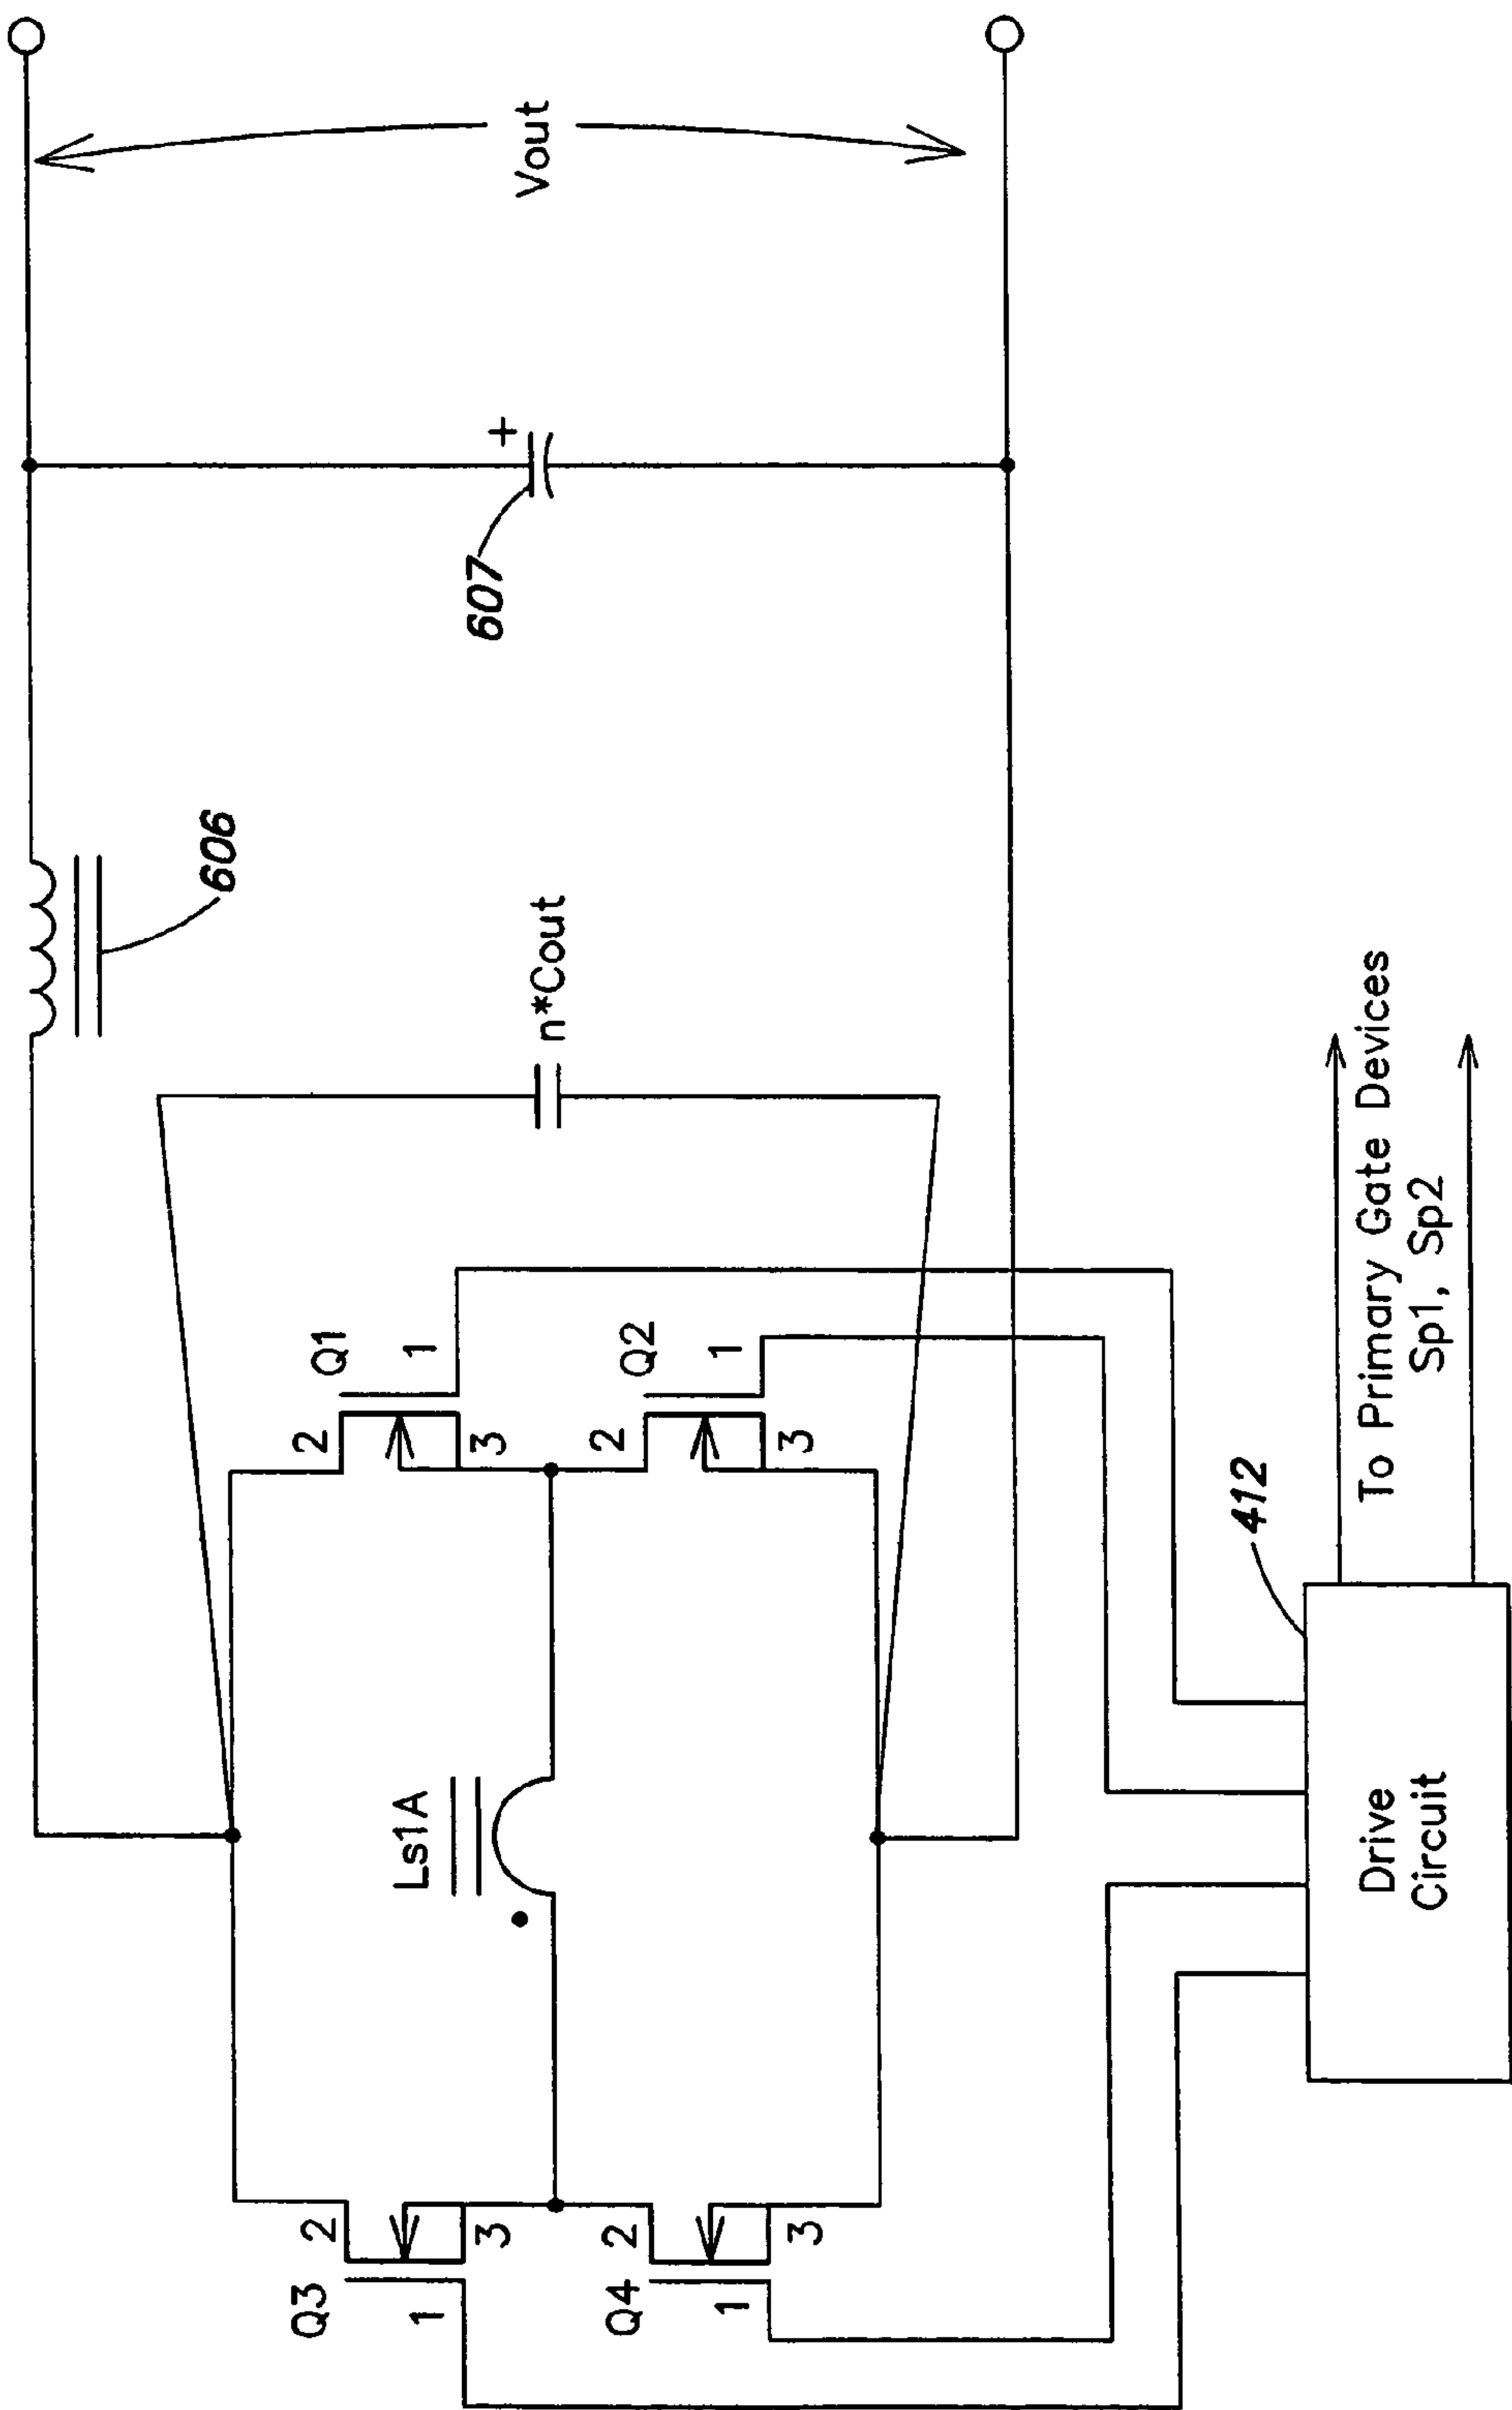 Q3
2
1
3
Q4
2
1
3
Ls1A
Q1
2
1
3
Q2
2
1
3
n*Cout
606
607
+
Vout
412
Drive
Circuit
To Primary Gate Devices
Sp1, Sp2